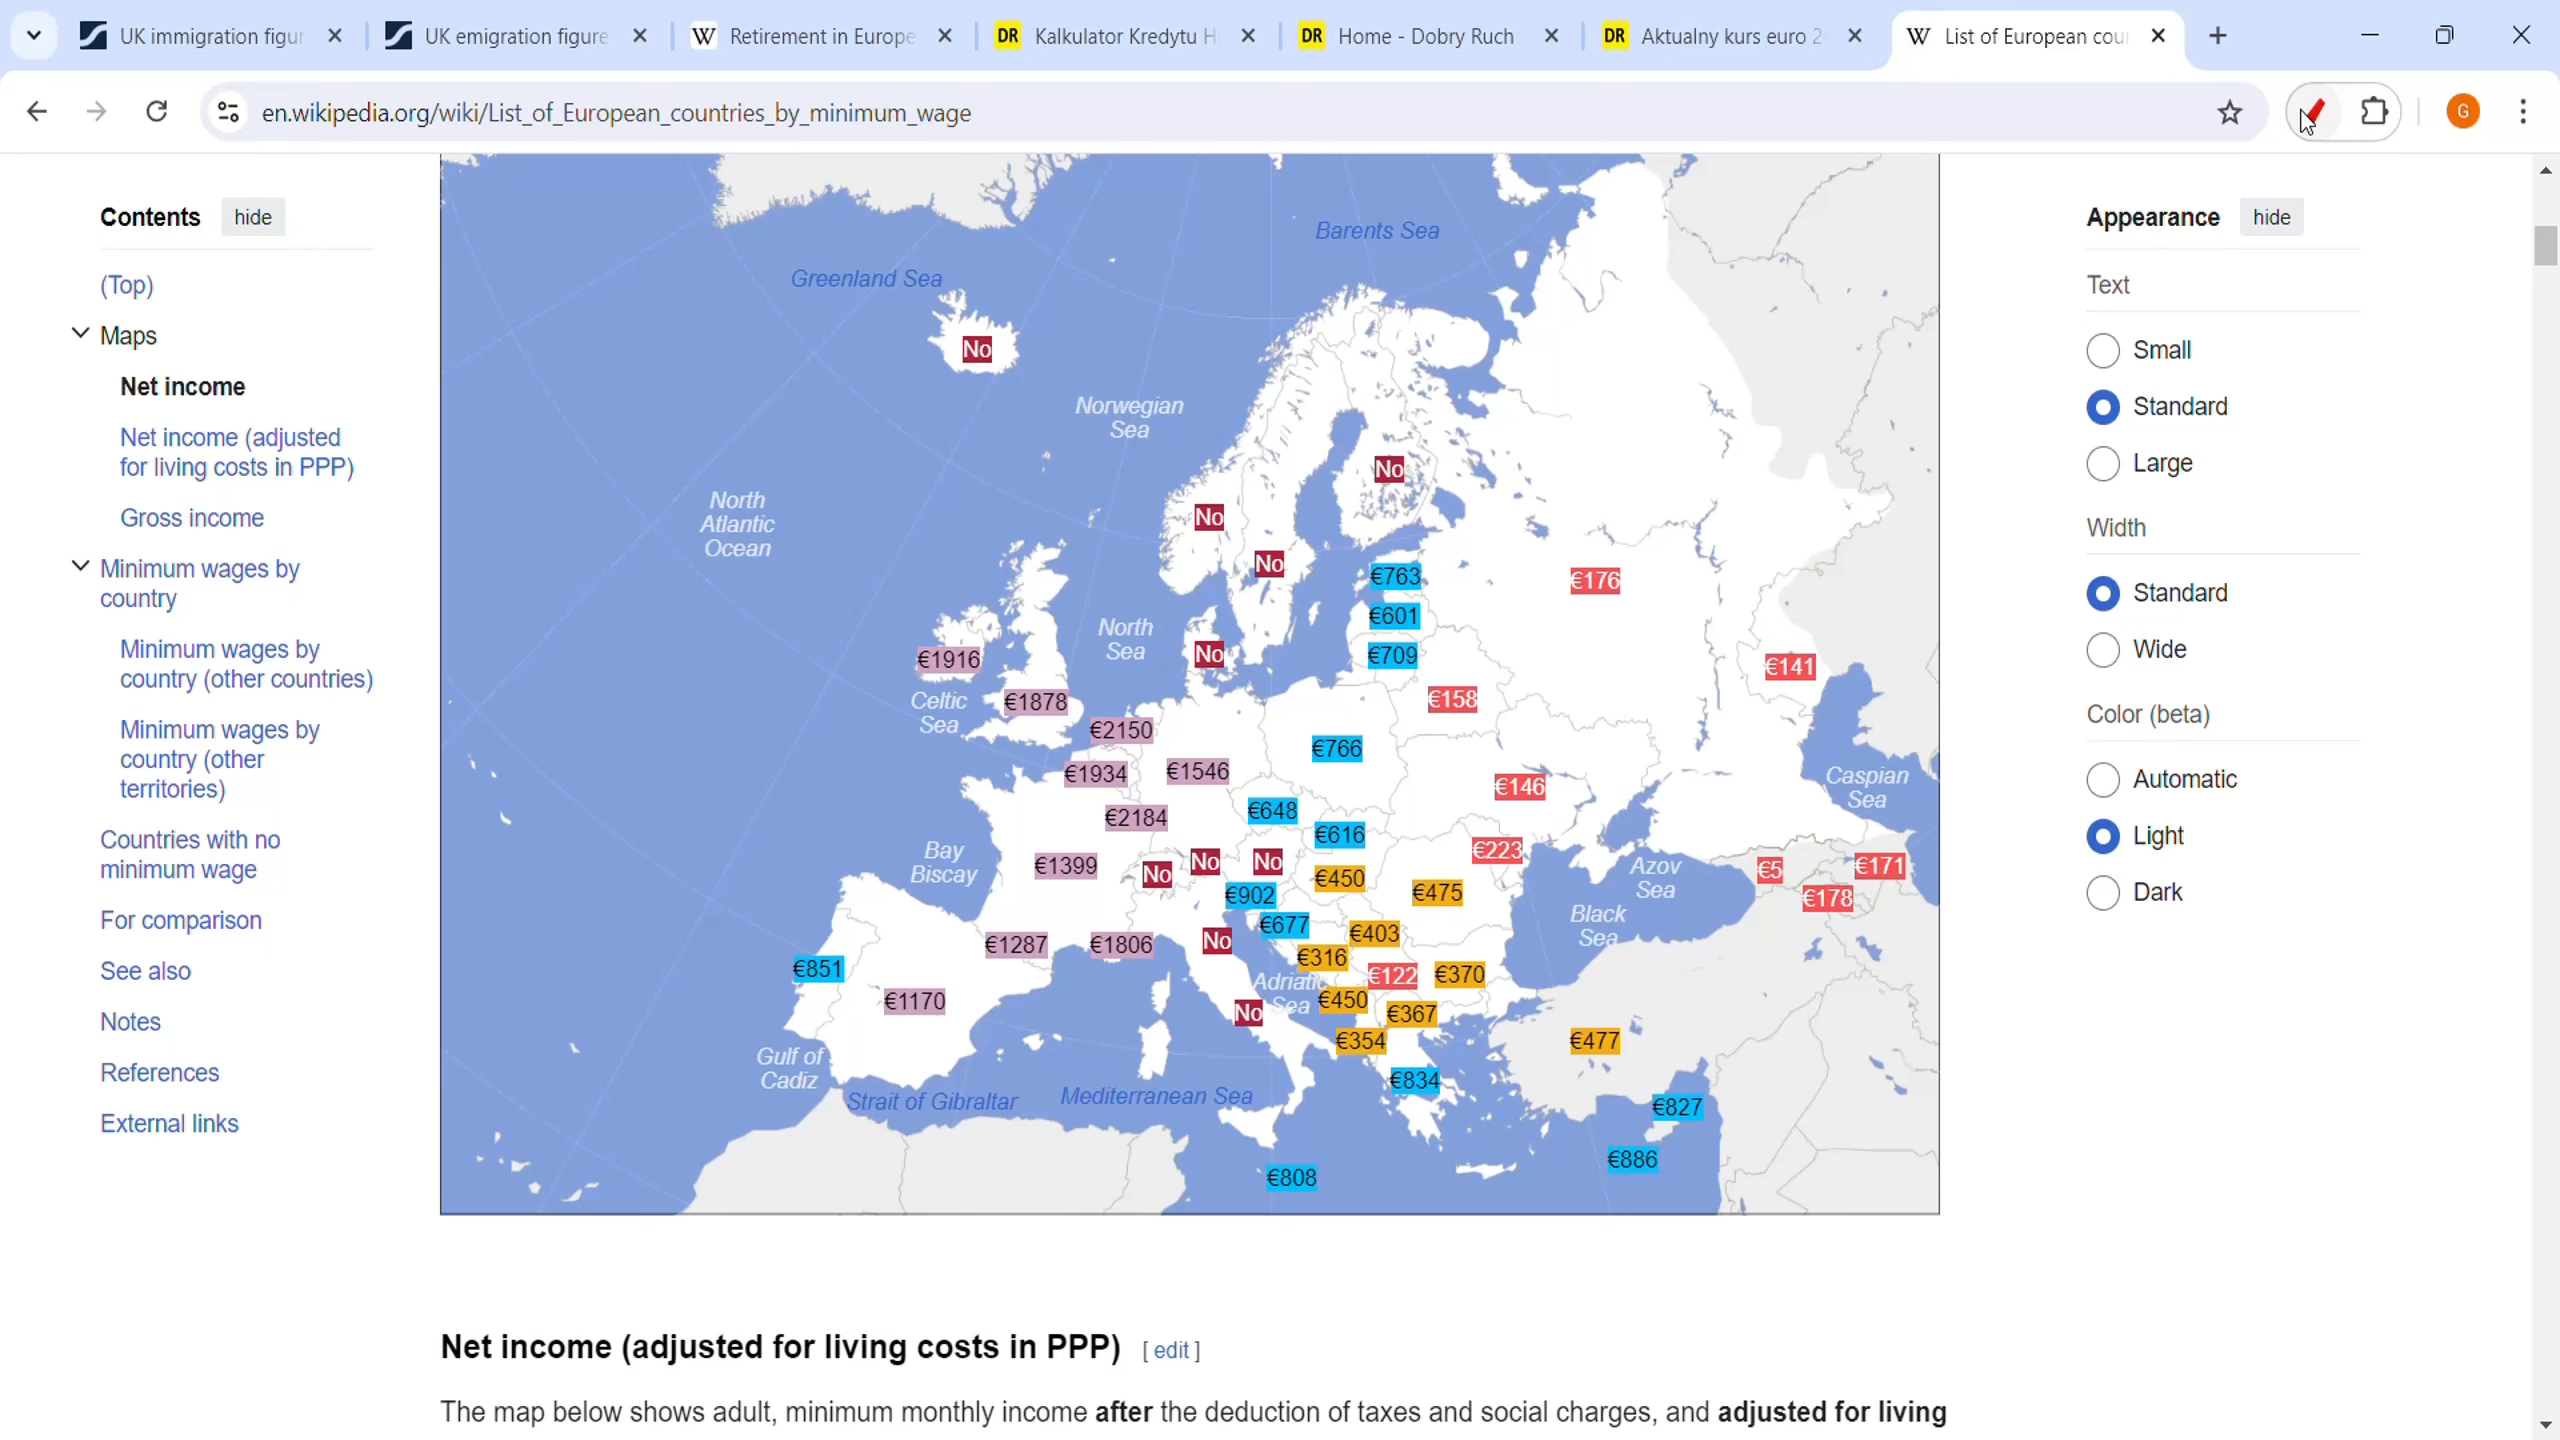 UK immigration figur
UK emigration figure
Retirement in Europe
DR
Kalkulator Kredytu H
DR
Home - Dobry Ruch
DR
Aktualny kurs euro 2
List of European cou
en.wikipedia.org/wiki/List_of_European_countries_by_minimum_wage
G
Contents
hide
(Top)
Maps
Net income
Net income (adjusted
for living costs in PPP)
Gross income
Minimum wages by
country
Minimum wages by
country (other countries)
Minimum wages by
country (other
territories)
Countries with no
minimum wage
For comparison
See also
Notes
References
External links
Barents Sea
Greenland Sea
No
Norwegian
Sea
No
North
Atlantic
Ocean
No
No
€763
€176
€601
North
Sea
No
€709
€1916
€141
Celtic
Sea
€1878
€158
€2150
€766
€1934
€1546
€146
Caspian
Sea
€2184
€648
€616
€223
Bay
Biscay
€1399
No
No
No
Azov
Sea
€5
€171
€450
€475
€178
€902
€677
€403
Black
Sea
€1287
€1806
No
€316
€851
€122
€370
Adriatic
Sea
€1170
No
€450
€367
€354
€477
Gulf of
Cadiz
€834
Strait of Gibraltar
Mediterranean Sea
€827
€886
€808
Net income (adjusted for living costs in PPP) [ edit ]
The map below shows adult, minimum monthly income after the deduction of taxes and social charges, and adjusted for living
Appearance
hide
Text
Small
Standard
Large
Width
Standard
Wide
Color (beta)
Automatic
Light
Dark